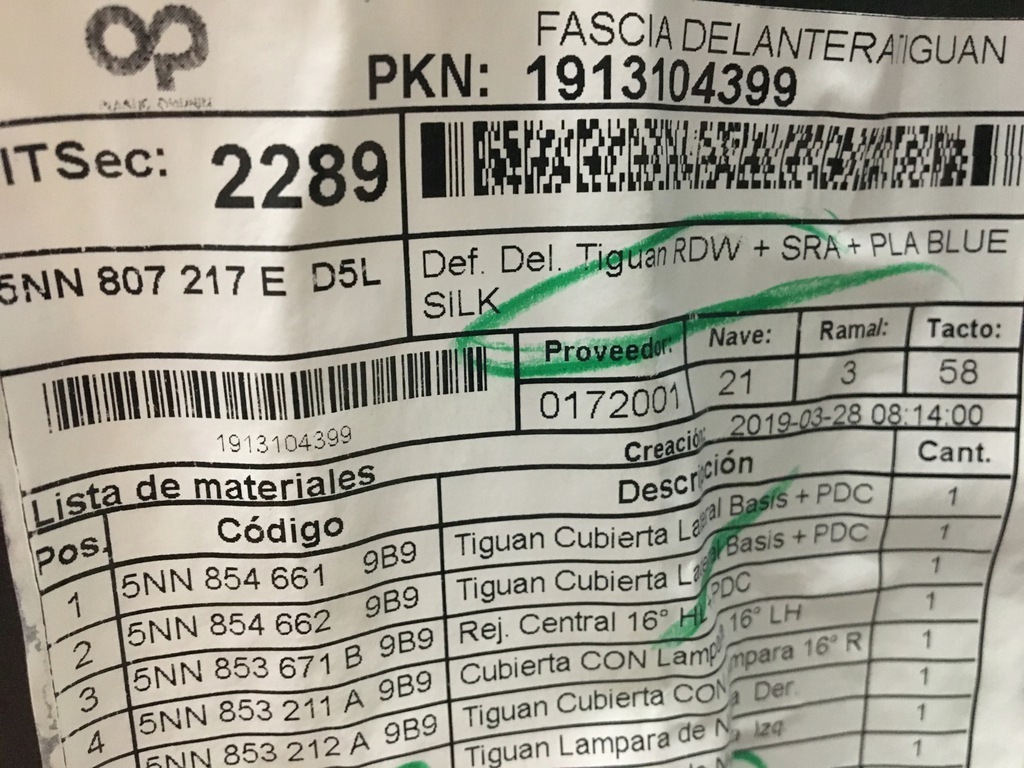 FASCIA DELANTERA TIGUAN
PKN: 1913104399
ITSec: 2289
5NN 807 217 E D5L
Def. Del. Tiguan RDW + SRA + PLA BLUE
SILK
1913104399
Proveedor: Nave: Ramal: Tacto:
0172001 21 3 58
Creación 2019-03-28 08:14:00
Lista de materiales
Pos. Código Descripción Cant.
1 5NN 854 661 9B9 Tiguan Cubierta Lateral Basis + PDC 1
2 5NN 854 662 9B9 Tiguan Cubierta Lateral Basis + PDC 1
3 5NN 853 671 B 9B9 Rej. Central 16° PDC 1
4 5NN 853 211 A 9B9 Cubierta CON 16° LH 1
5NN 853 212 A 9B9 Tiguan Cubierta CON 16° R 1
Tiguan Lampara de Der. 1
Izq 1